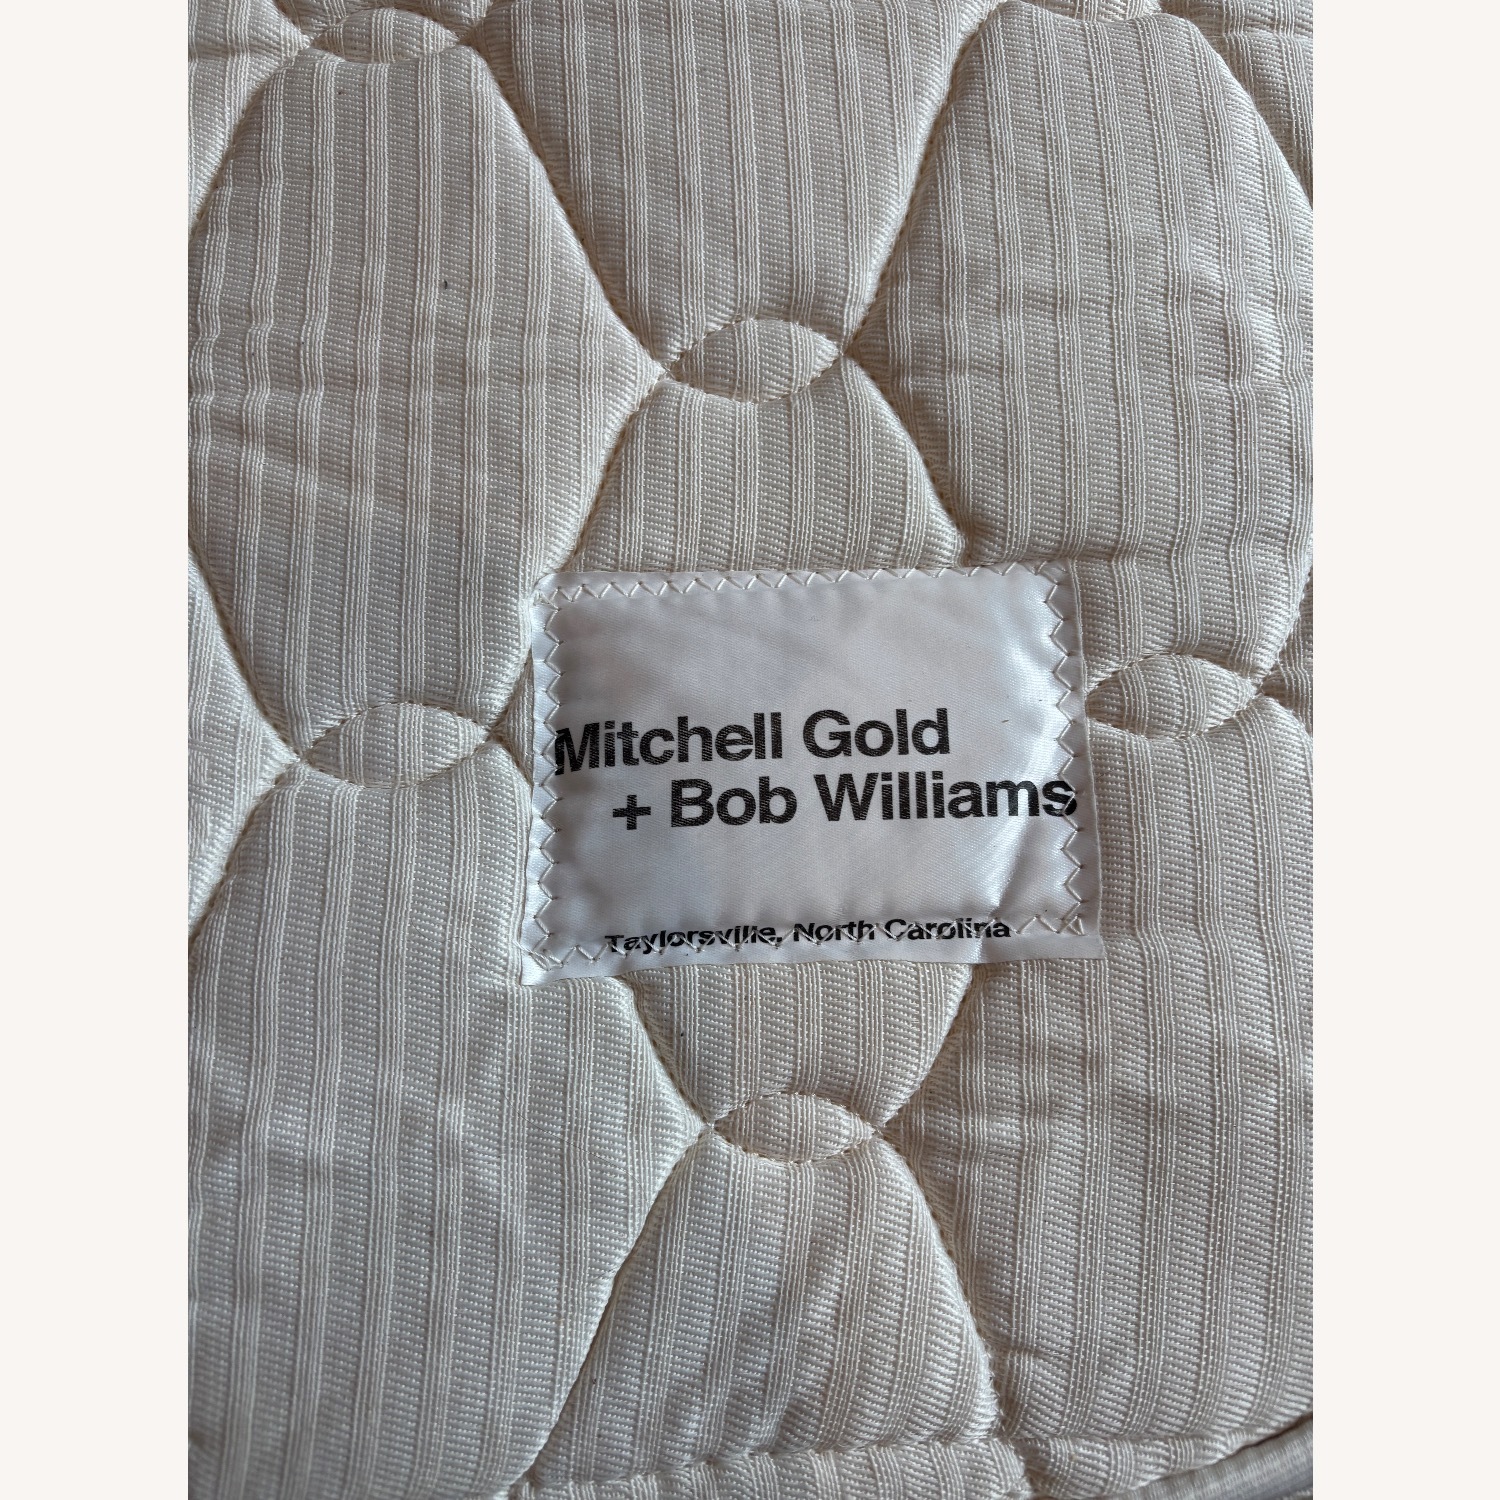 Mitchell Gold
+ Bob Williams
Taylorsville, North Carolina